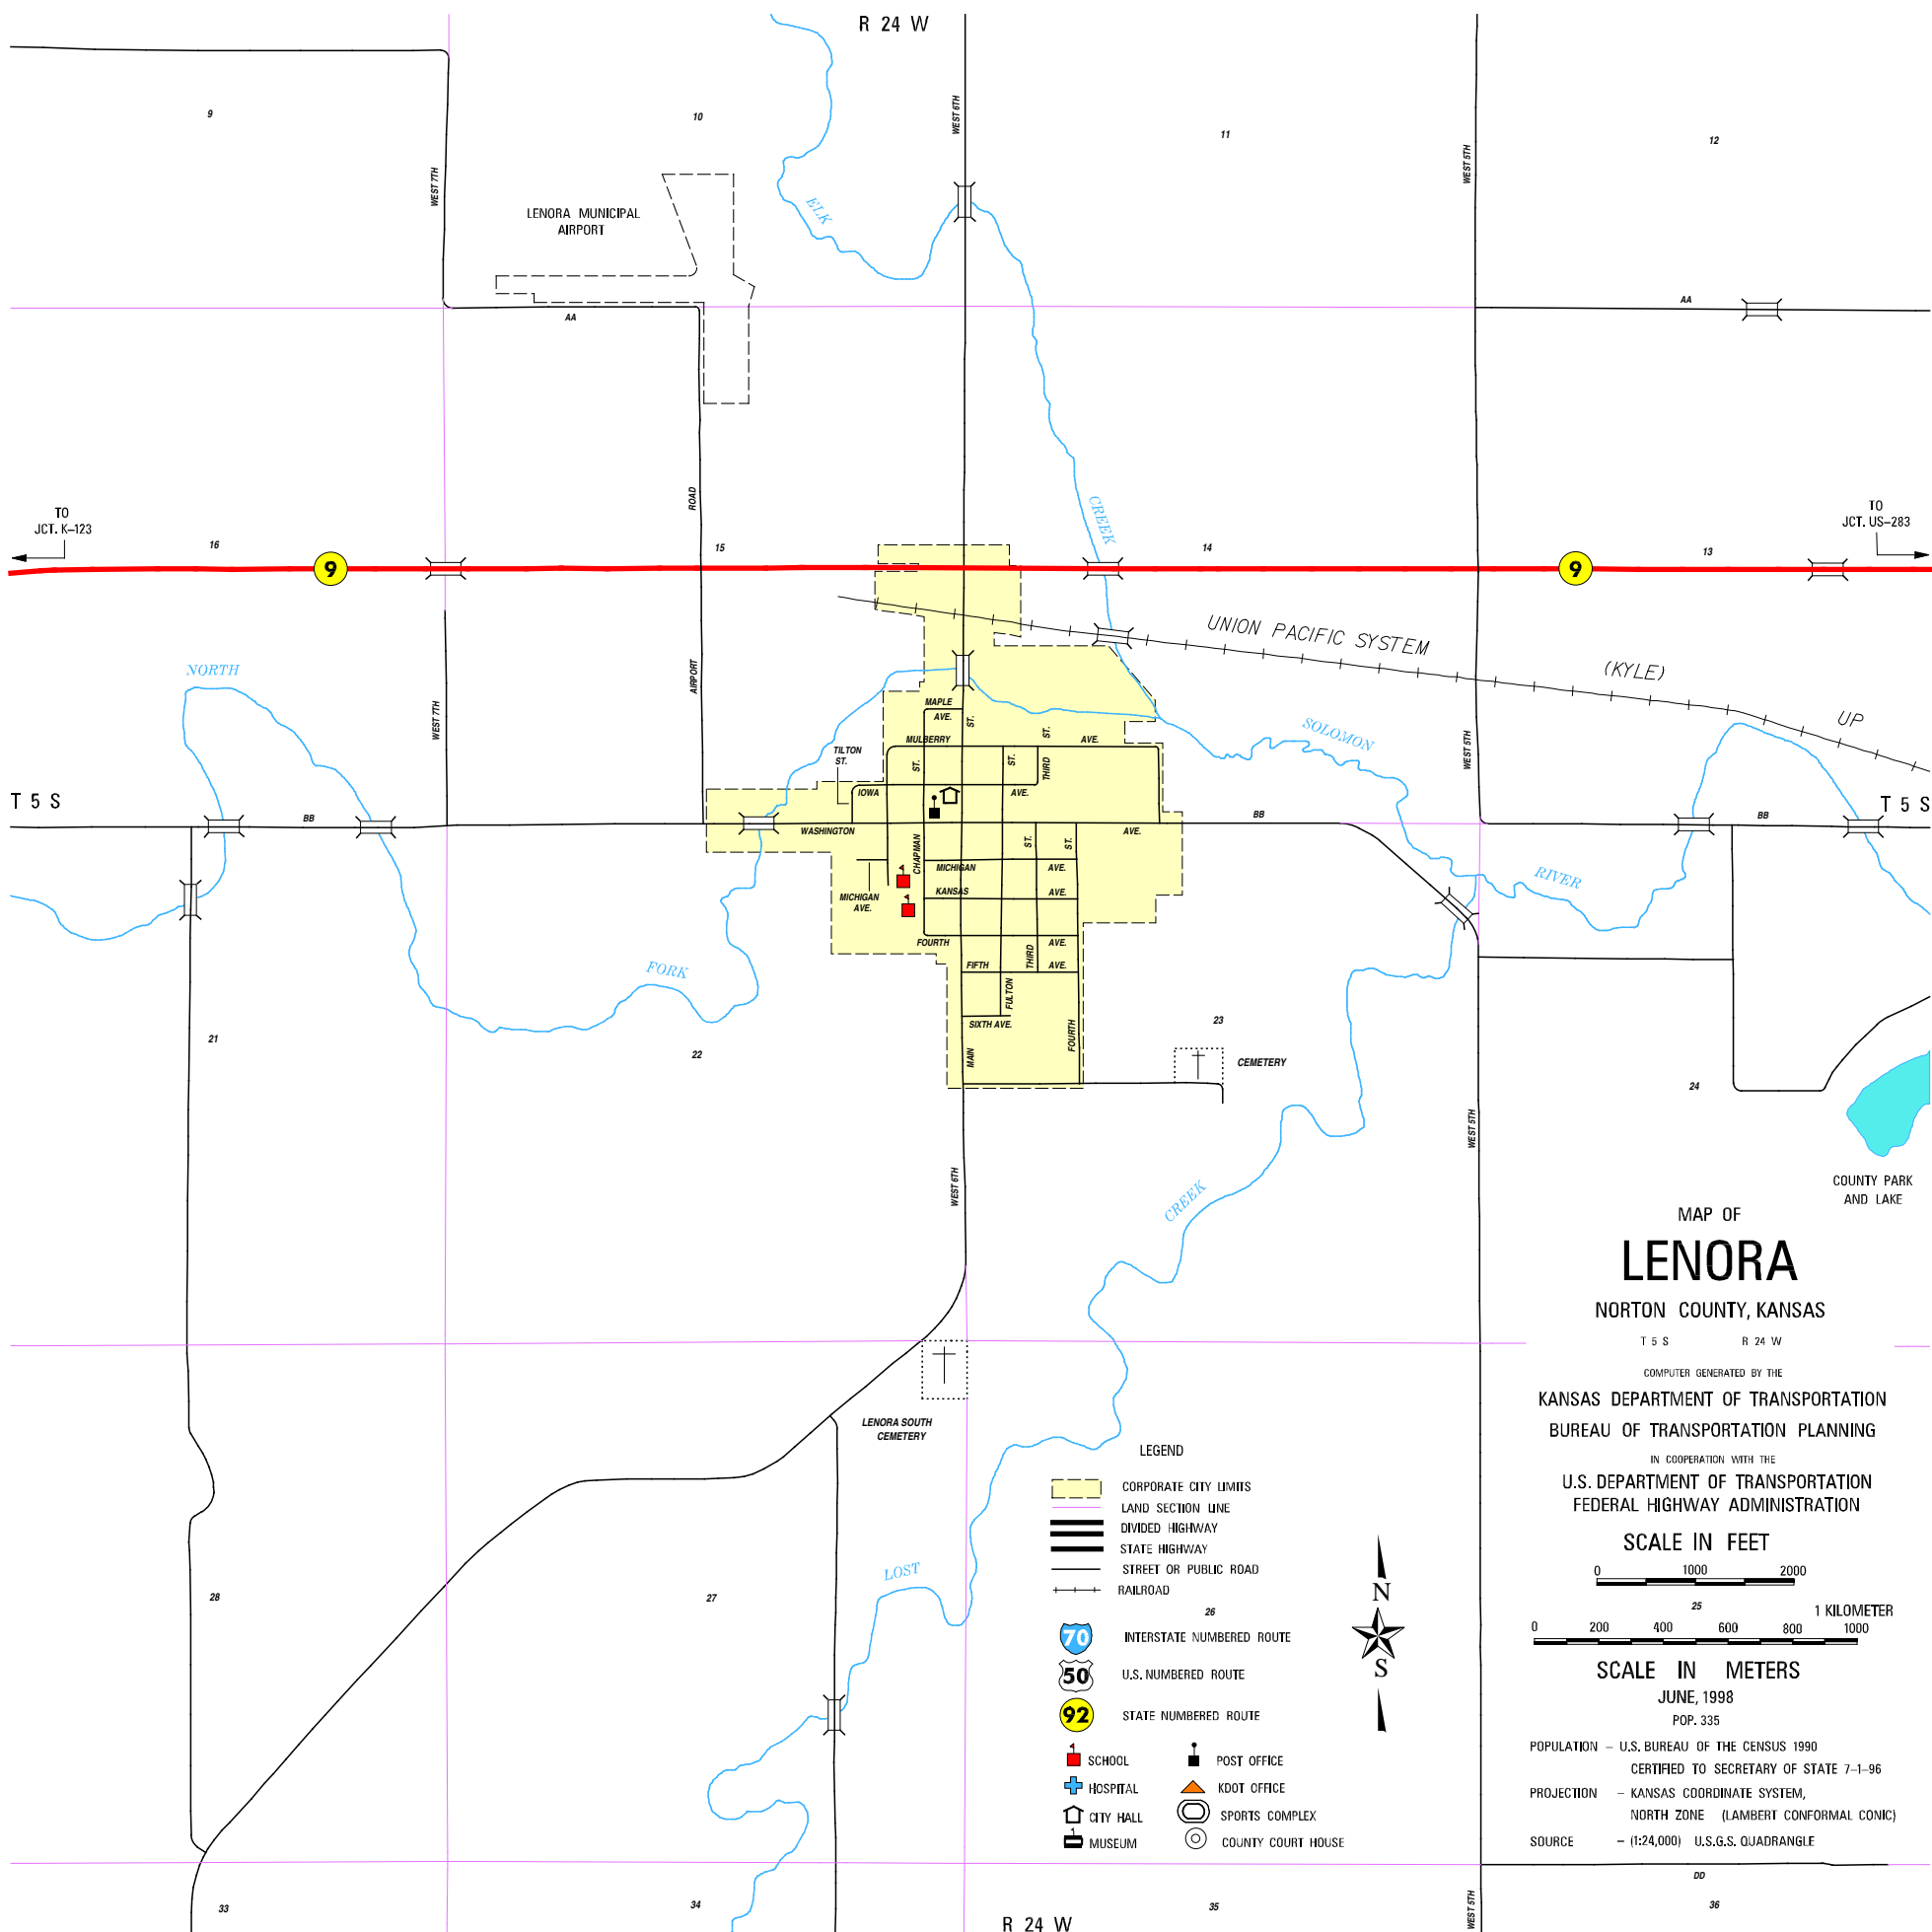 R 24 W
9
10
11
12
WEST 7TH
WEST 6TH
WEST 5TH
LENORA MUNICIPAL
AIRPORT
ELK
AA
AA
ROAD
CREEK
TO
JCT. K-123
TO
JCT. US-283
16
15
14
13
9
9
UNION PACIFIC SYSTEM
(KYLE)
UP
NORTH
AIRPORT
WEST 7TH
WEST 5TH
SOLOMON
MAPLE
AVE.
ST.
MULBERRY
ST.
AVE.
TILTON
ST.
ST.
ST.
THIRD
IOWA
AVE.
T 5 S
T 5 S
BB
WASHINGTON
AVE.
BB
BB
CHAPMAN
ST.
ST.
MICHIGAN
AVE.
MICHIGAN
AVE.
KANSAS
AVE.
RIVER
FOURTH
AVE.
THIRD
FIFTH
AVE.
FORK
FULTON
SIXTH AVE.
FOURTH
MAIN
21
22
23
24
CEMETERY
WEST 5TH
WEST 6TH
CREEK
COUNTY PARK
AND LAKE
MAP OF
LENORA
NORTON COUNTY, KANSAS
T 5 S R 24 W
COMPUTER GENERATED BY THE
KANSAS DEPARTMENT OF TRANSPORTATION
BUREAU OF TRANSPORTATION PLANNING
IN COOPERATION WITH THE
U.S. DEPARTMENT OF TRANSPORTATION
FEDERAL HIGHWAY ADMINISTRATION
SCALE IN FEET
0 1000 2000
25
1 KILOMETER
0 200 400 600 800 1000
SCALE IN METERS
JUNE, 1998
POP. 335
POPULATION – U.S. BUREAU OF THE CENSUS 1990
CERTIFIED TO SECRETARY OF STATE 7-1-96
PROJECTION – KANSAS COORDINATE SYSTEM,
NORTH ZONE (LAMBERT CONFORMAL CONIC)
SOURCE – (1:24,000) U.S.G.S. QUADRANGLE
LENORA SOUTH
CEMETERY
LOST
28
27
26
LEGEND
CORPORATE CITY LIMITS
LAND SECTION LINE
DIVIDED HIGHWAY
STATE HIGHWAY
STREET OR PUBLIC ROAD
RAILROAD
70 INTERSTATE NUMBERED ROUTE
50 U.S. NUMBERED ROUTE
92 STATE NUMBERED ROUTE
SCHOOL
POST OFFICE
HOSPITAL
KDOT OFFICE
CITY HALL
SPORTS COMPLEX
MUSEUM
COUNTY COURT HOUSE
N
S
DD
WEST 5TH
33
34
35
36
R 24 W